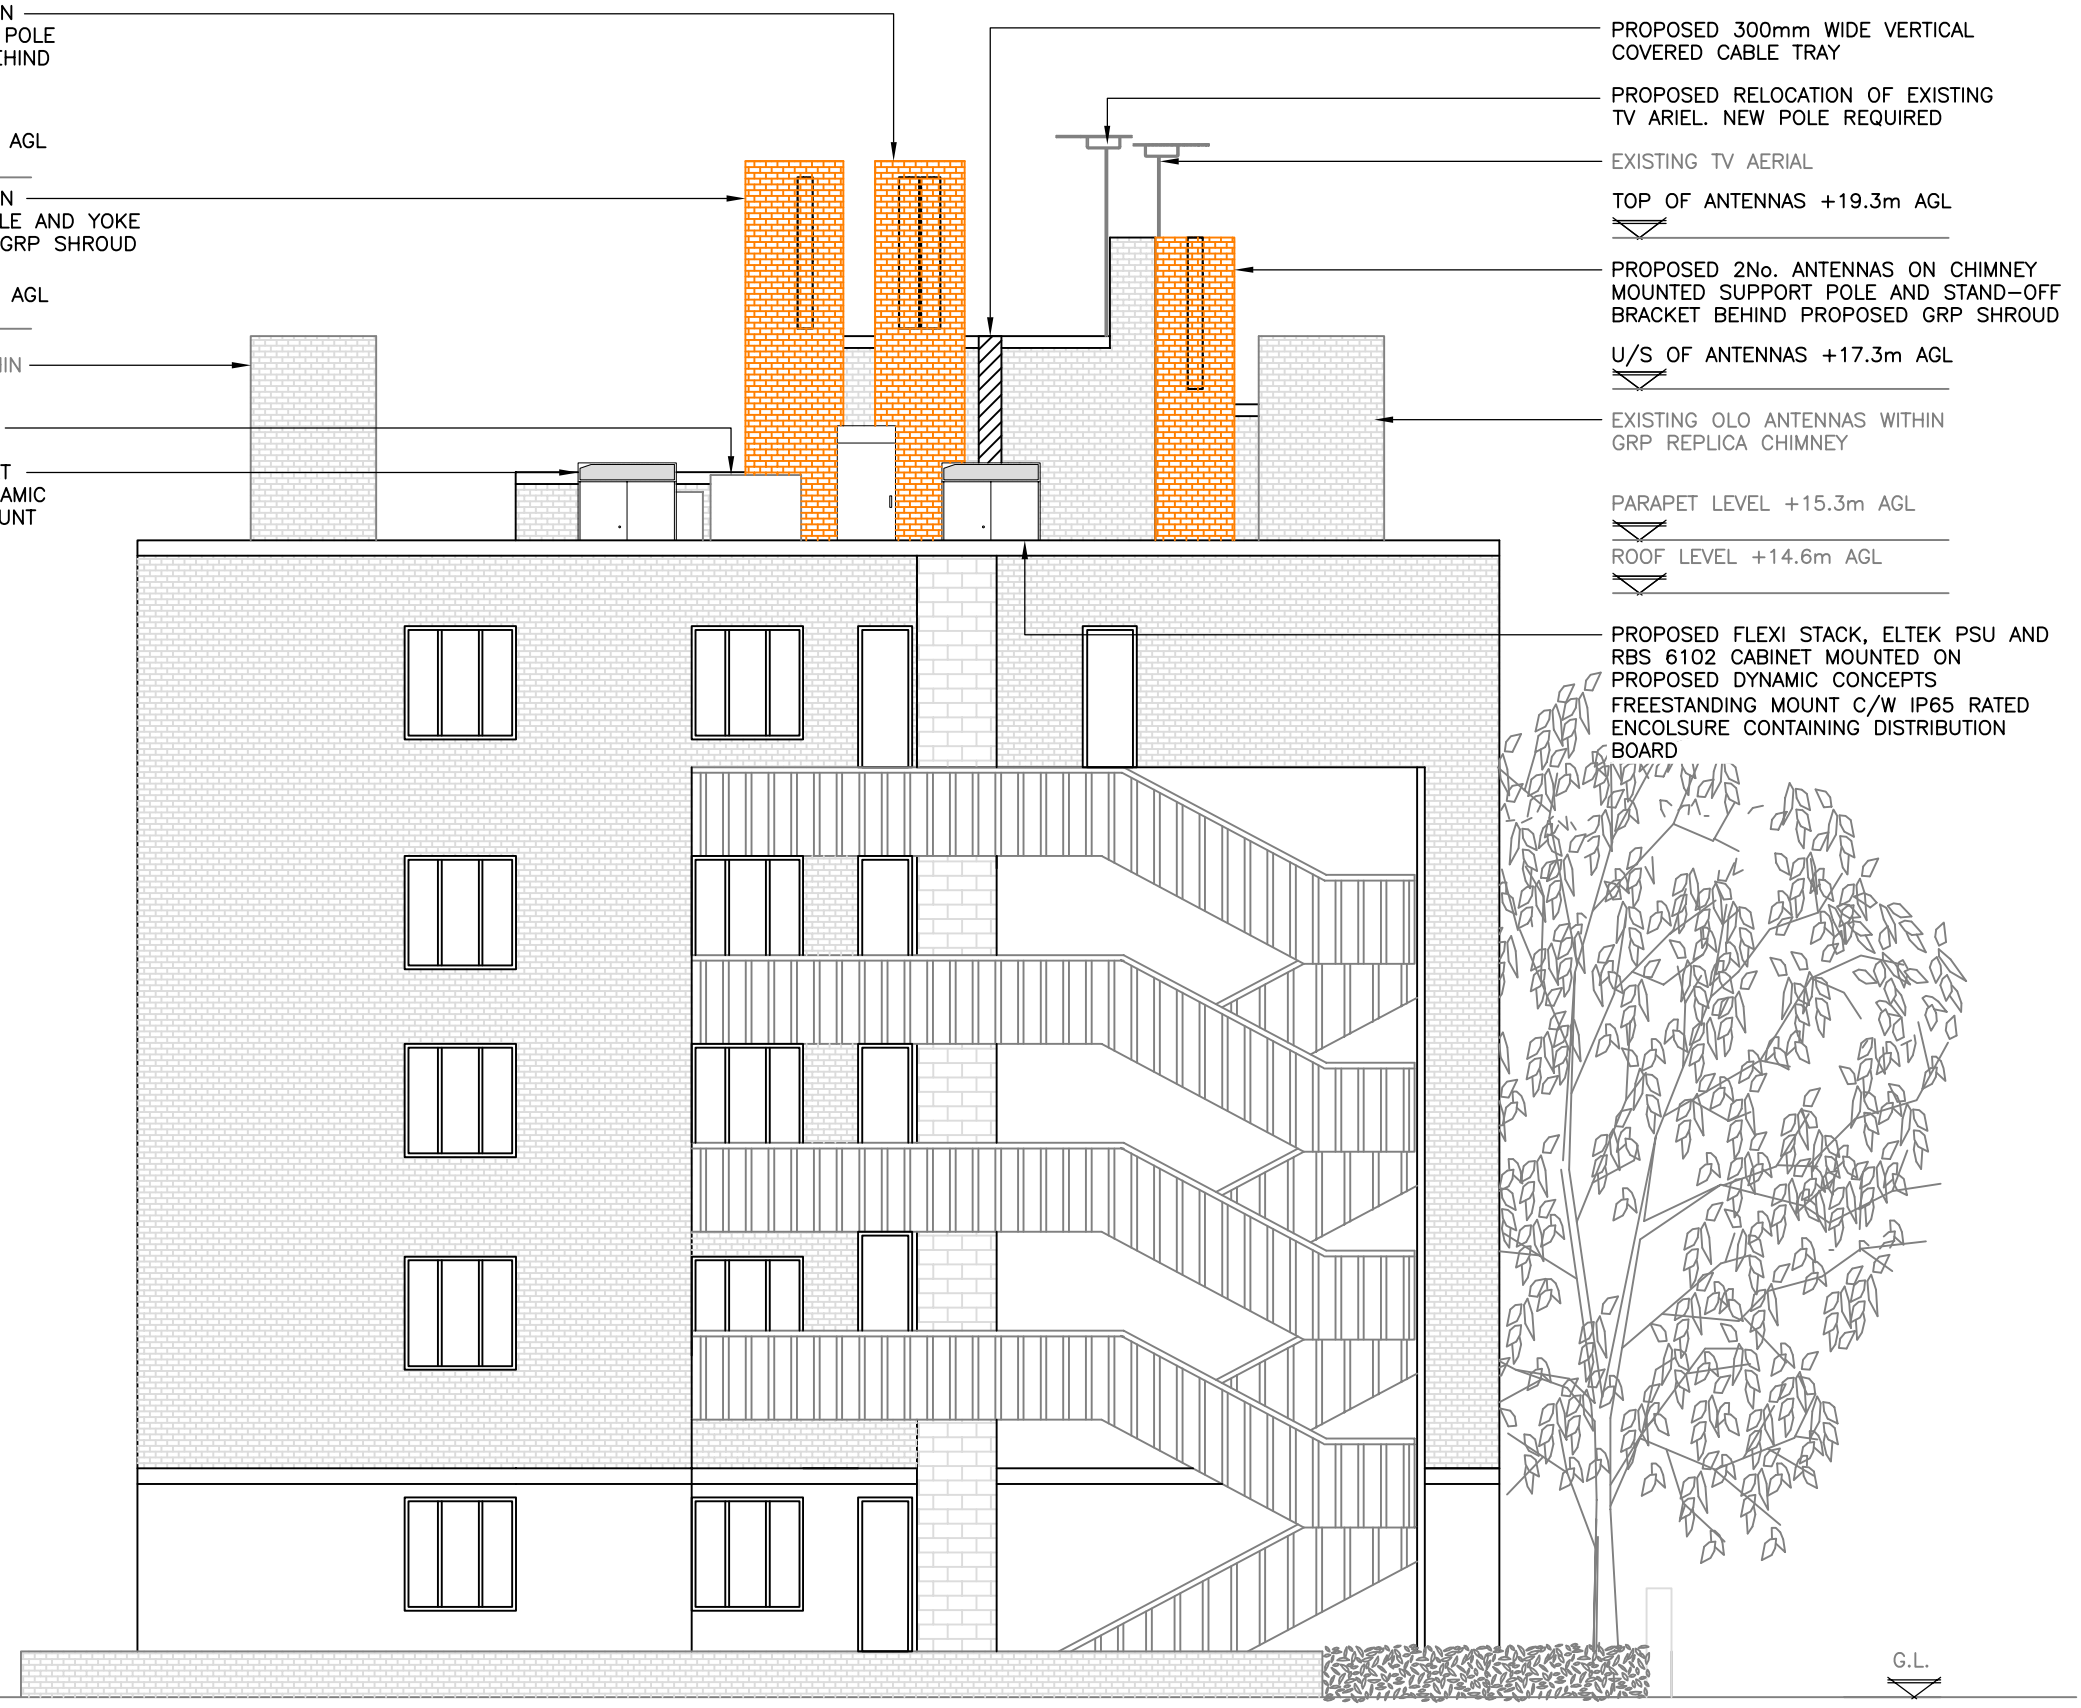 N
POLE
EHIND
AGL
N
LE AND YOKE
GRP SHROUD
AGL
HIN
T
AMIC
UNT
PROPOSED 300mm WIDE VERTICAL
COVERED CABLE TRAY
PROPOSED RELOCATION OF EXISTING
TV ARIEL. NEW POLE REQUIRED
EXISTING TV AERIAL
TOP OF ANTENNAS +19.3m AGL
PROPOSED 2No. ANTENNAS ON CHIMNEY
MOUNTED SUPPORT POLE AND STAND-OFF
BRACKET BEHIND PROPOSED GRP SHROUD
U/S OF ANTENNAS +17.3m AGL
EXISTING OLO ANTENNAS WITHIN
GRP REPLICA CHIMNEY
PARAPET LEVEL +15.3m AGL
ROOF LEVEL +14.6m AGL
PROPOSED FLEXI STACK, ELTEK PSU AND
RBS 6102 CABINET MOUNTED ON
PROPOSED DYNAMIC CONCEPTS
FREESTANDING MOUNT C/W IP65 RATED
ENCOLSURE CONTAINING DISTRIBUTION
BOARD
G.L.